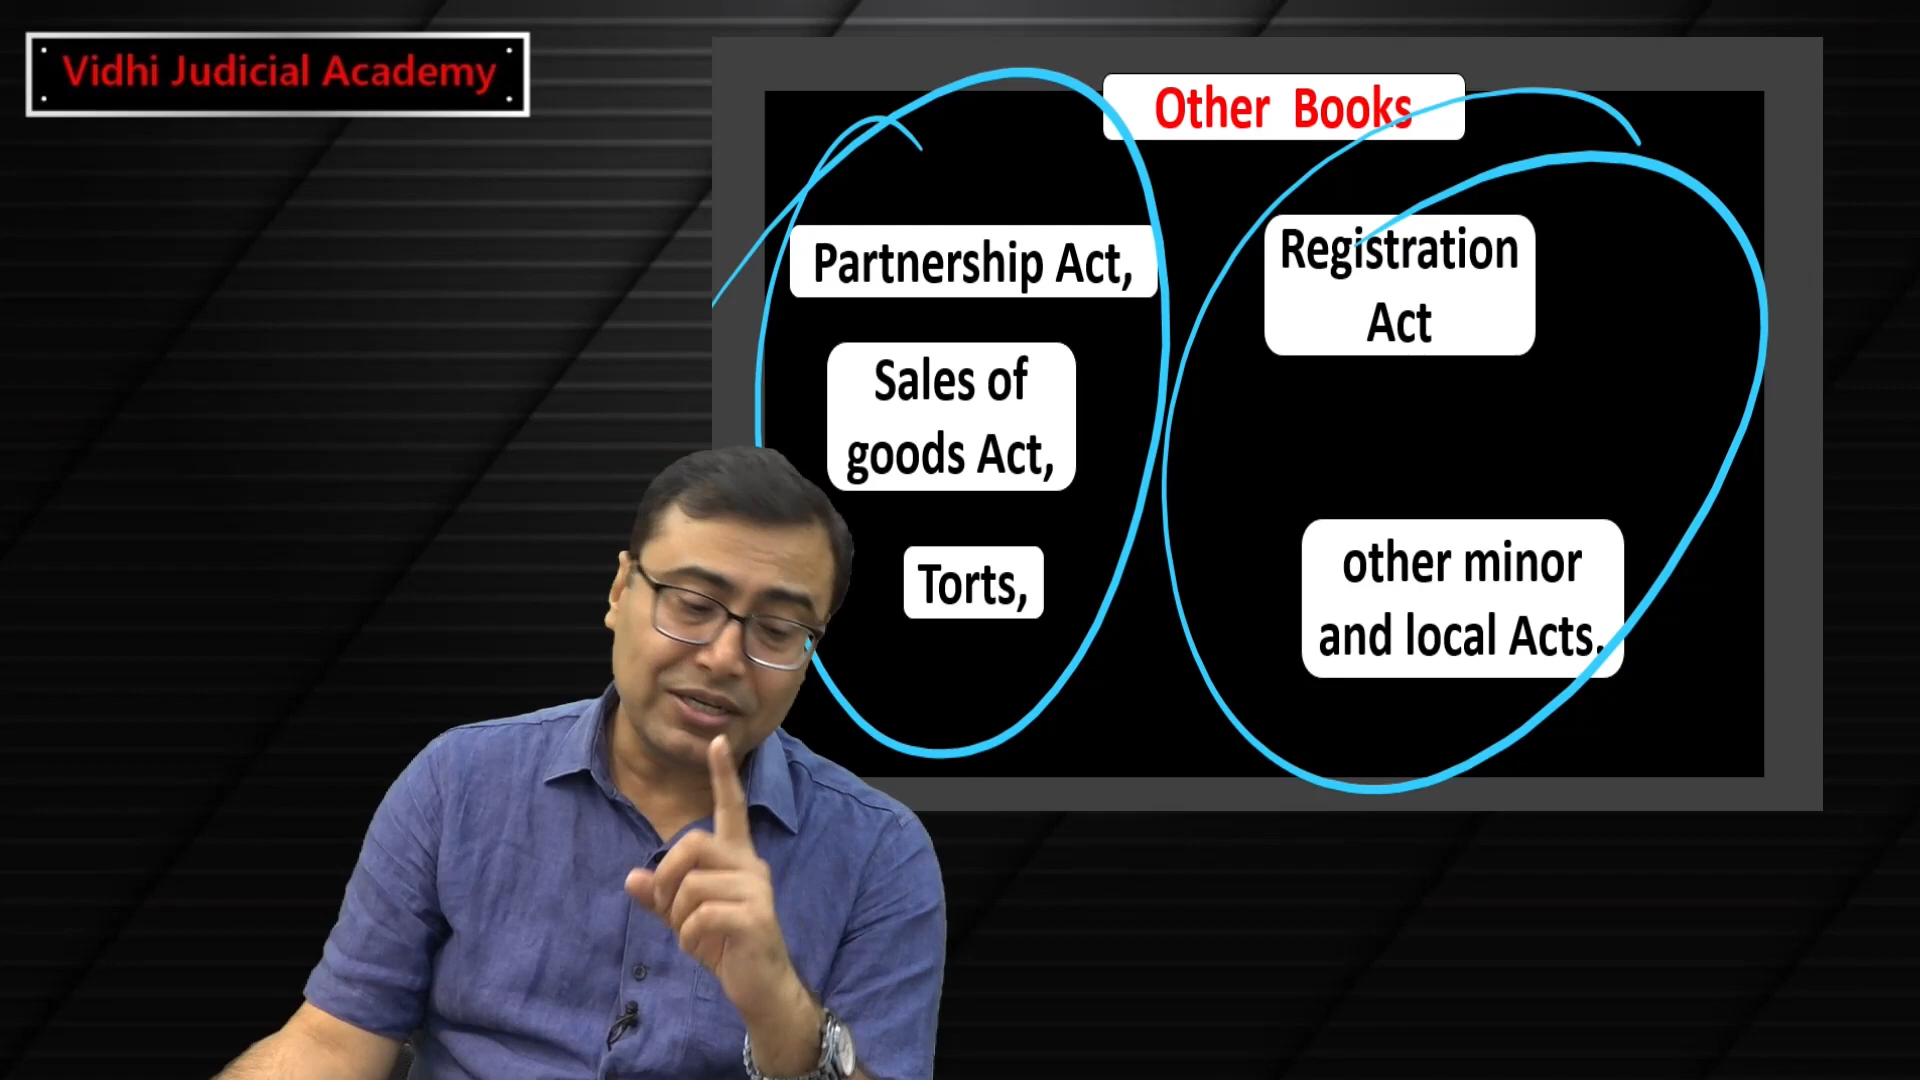 Vidhi Judicial Academy
Other Books
Partnership Act,
Sales of
goods Act,
Torts,
Registration
Act
other minor
and local Acts.